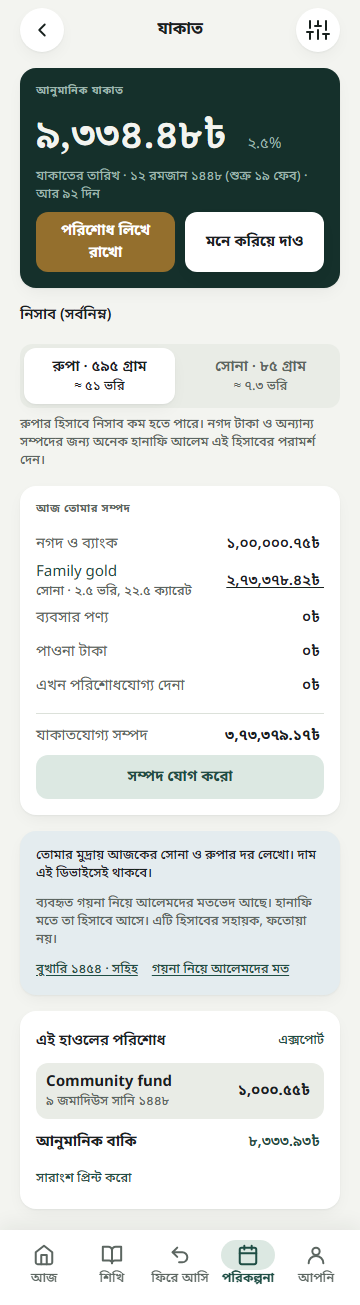 যাকাত
আনুমানিক যাকাত
৯,৩৩৪.৪৮৳ ২.৫%
যাকাতের তারিখ · ১২ রমজান ১৪৪৮ (শুক্র ১৯ ফেব) ·
আর ৯২ দিন
পরিশোধ লিখে
রাখো
মনে করিয়ে দাও
নিসাব (সর্বনিম্ন)
রুপা · ৫৯৫ গ্রাম
≈ ৫১ ভরি
সোনা · ৮৫ গ্রাম
≈ ৭.৩ ভরি
রুপার হিসাবে নিসাব কম হতে পারে। নগদ টাকা ও অন্যান্য
সম্পদের জন্য অনেক হানাফি আলেম এই হিসাবের পরামর্শ
দেন।
আজ তোমার সম্পদ
নগদ ও ব্যাংক ১,০০,০০০.৭৫৳
Family gold
সোনা · ২.৫ ভরি, ২২.৫ ক্যারেট
২,৭৩,৩৭৮.৪২৳
ব্যবসার পণ্য ০৳
পাওনা টাকা ০৳
এখন পরিশোধযোগ্য দেনা ০৳
যাকাতযোগ্য সম্পদ ৩,৭৩,৩৭৯.১৭৳
সম্পদ যোগ করো
তোমার মুদ্রায় আজকের সোনা ও রুপার দর লেখো। দাম
এই ডিভাইসেই থাকবে।
ব্যবহৃত গয়না নিয়ে আলেমদের মতভেদ আছে। হানাফি
মতে তা হিসাবে আসে। এটি হিসাবের সহায়ক, ফতোয়া
নয়।
বুখারি ১৪৫৪ · সহিহ গয়না নিয়ে আলেমদের মত
এই হাওলের পরিশোধ এক্সপোর্ট
Community fund
৯ জমাদিউস সানি ১৪৪৮
১,০০০.৫৫৳
আনুমানিক বাকি ৮,৩৩৩.৯৩৳
সারাংশ প্রিন্ট করো
আজ শিখি ফিরে আসি পরিকল্পনা আপনি